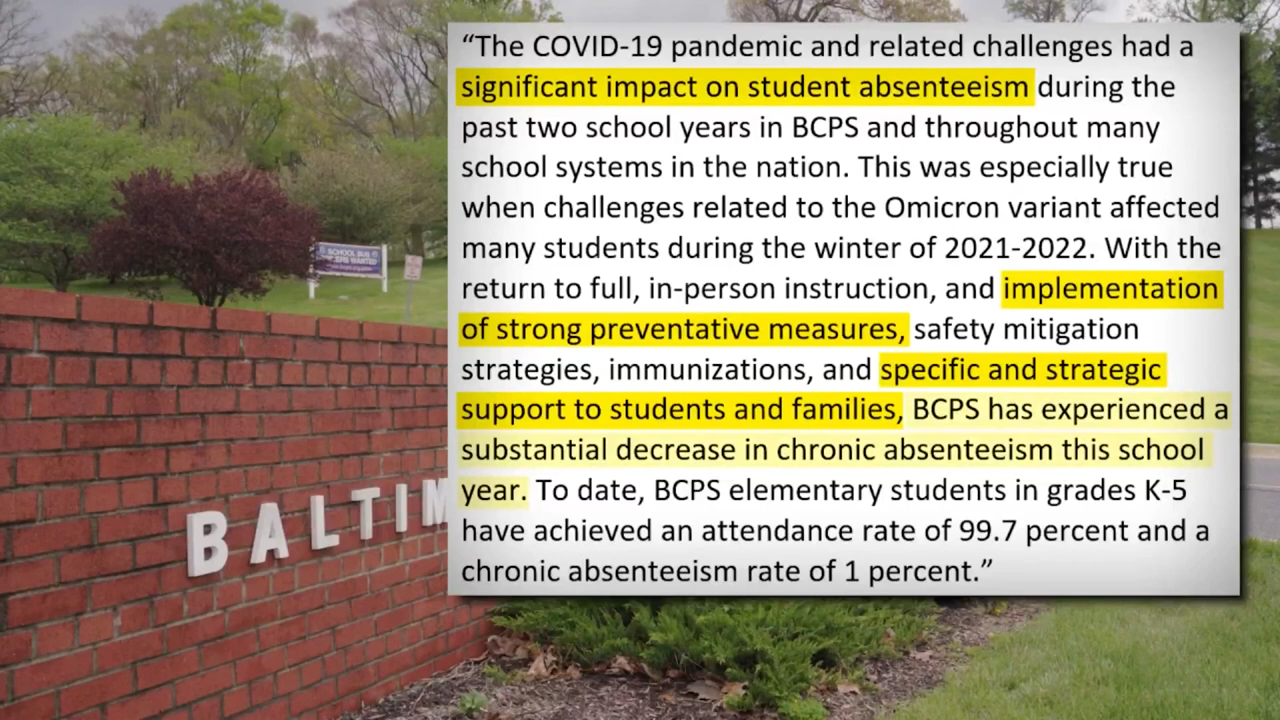 “The COVID-19 pandemic and related challenges had a
significant impact on student absenteeism during the
past two school years in BCPS and throughout many
school systems in the nation. This was especially true
when challenges related to the Omicron variant affected
many students during the winter of 2021-2022. With the
return to full, in-person instruction, and implementation
of strong preventative measures, safety mitigation
strategies, immunizations, and specific and strategic
support to students and families, BCPS has experienced a
substantial decrease in chronic absenteeism this school
year. To date, BCPS elementary students in grades K-5
have achieved an attendance rate of 99.7 percent and a
chronic absenteeism rate of 1 percent.”
SCHOOL BUS
WANTED
BALTIM